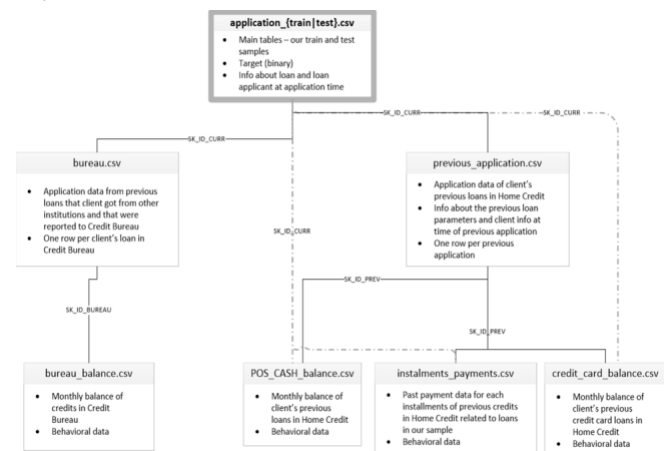 application_{train|test}.csv
• Main tables – our train and test
samples
• Target (binary)
• Info about loan and loan
applicant at application time
SK_ID_CURR
SK_ID_CURR
SK_ID_CURR
bureau.csv
• Application data from previous
loans that client got from other
institutions and that were
reported to Credit Bureau
• One row per client's loan in
Credit Bureau
previous_application.csv
• Application data of client's
previous loans in Home Credit
• Info about the previous loan
parameters and client info at
time of previous application
• One row per previous
application
SK_ID_CURR
SK_ID_PREV
SK_ID_BUREAU
SK_ID_PREV
bureau_balance.csv
• Monthly balance of
credits in Credit
Bureau
• Behavioral data
POS_CASH_balance.csv
• Monthly balance of
client's previous
loans in Home Credit
• Behavioral data
instalments_payments.csv
• Past payment data for each
installments of previous credits
in Home Credit related to loans
in our sample
• Behavioral data
credit_card_balance.csv
• Monthly balance of
client's previous
credit card loans in
Home Credit
• Behavioral data